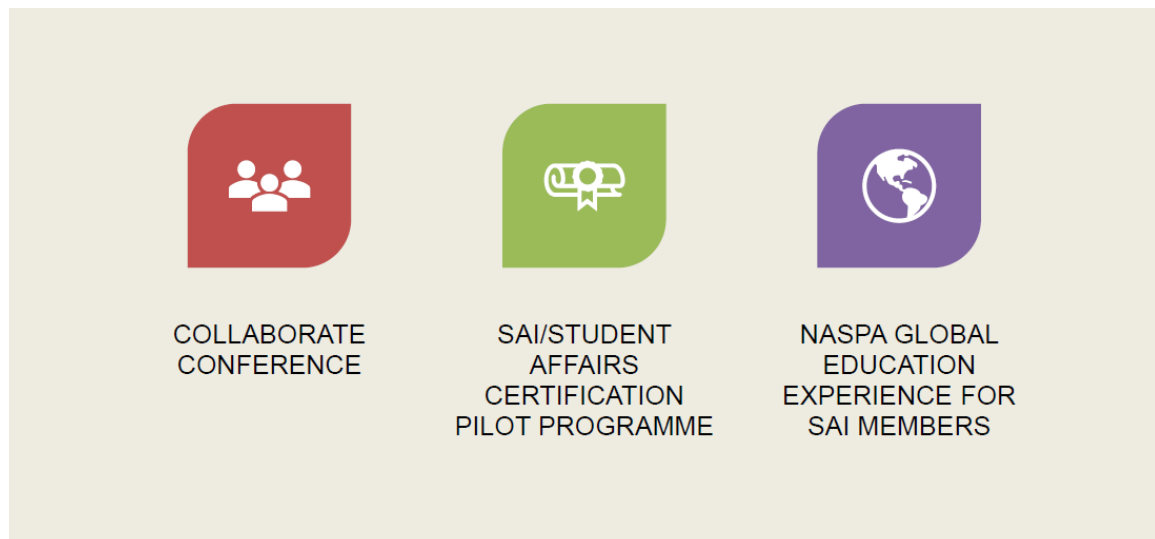 COLLABORATE
CONFERENCE
SAI/STUDENT
AFFAIRS
CERTIFICATION
PILOT PROGRAMME
NASPA GLOBAL
EDUCATION
EXPERIENCE FOR
SAI MEMBERS